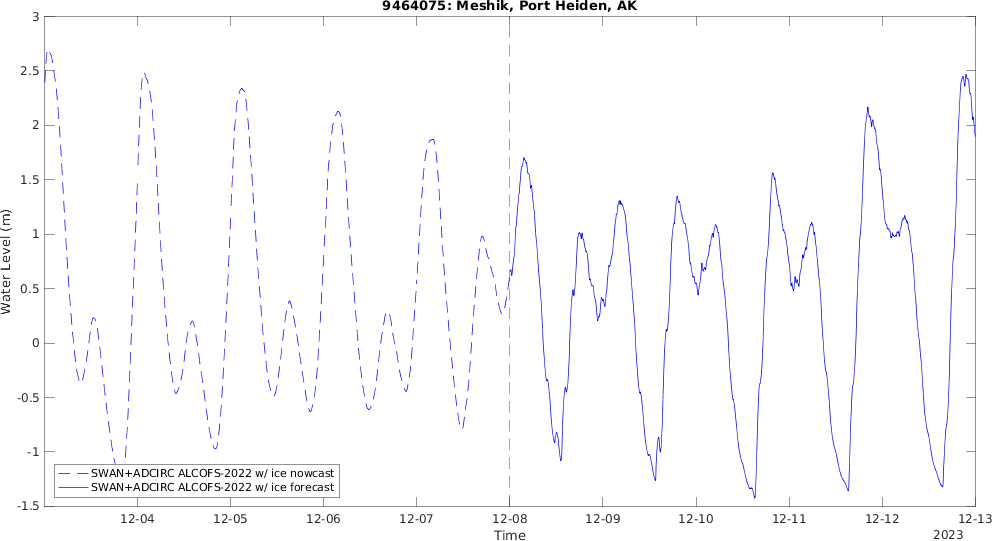 9464075: Meshik, Port Heiden, AK
3
2.5
2
1.5
1
0.5
0
-0.5
-1
-1.5
Water Level (m)
SWAN+ADCIRC ALCOFS-2022 w/ ice nowcast
SWAN+ADCIRC ALCOFS-2022 w/ ice forecast
12-04 12-05 12-06 12-07 12-08 12-09 12-10 12-11 12-12 12-13
Time
2023